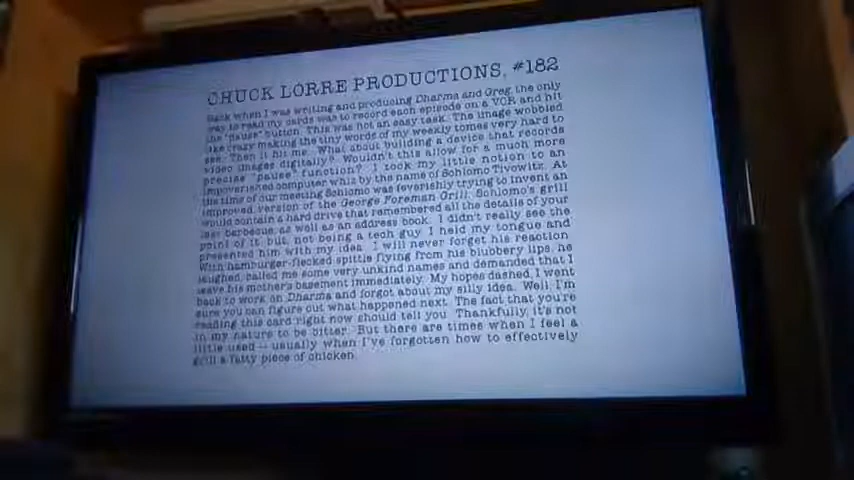 CHUCK LORRE PRODUCTIONS, #182
Back when I was writing and producing Dharma and Greg, the only
way to read my cards was to record each episode on a VCR and hit
the "pause" button. This was not an easy task. The image wobbled
like crazy making the tiny words of my weekly tomes very hard to
see. Then it hit me. What about building a device that records
video images digitally? Wouldn't this allow for a much more
precise "pause" function? I took my little notion to an
impoverished computer whiz by the name of Schlomo Tivowitz. At
the time of our meeting Schlomo was feverishly trying to invent an
improved version of the George Foreman Grill. Schlomo's grill
would contain a hard drive that remembered all the details of your
last barbecue, as well as an address book. I didn't really see the
point of it but, not being a tech guy, I held my tongue and
presented him with my idea. I will never forget his reaction.
With hamburger-flecked spittle flying from his blubbery lips, he
laughed, called me some very unkind names and demanded that I
leave his mother's basement immediately. My hopes dashed, I went
back to work on Dharma and forgot about my silly idea. Well I'm
sure you can figure out what happened next. The fact that you're
reading this card right now should tell you. Thankfully, it's not
in my nature to be bitter. But there are times when I feel a
little used -- usually when I've forgotten how to effectively
grill a fatty piece of chicken.